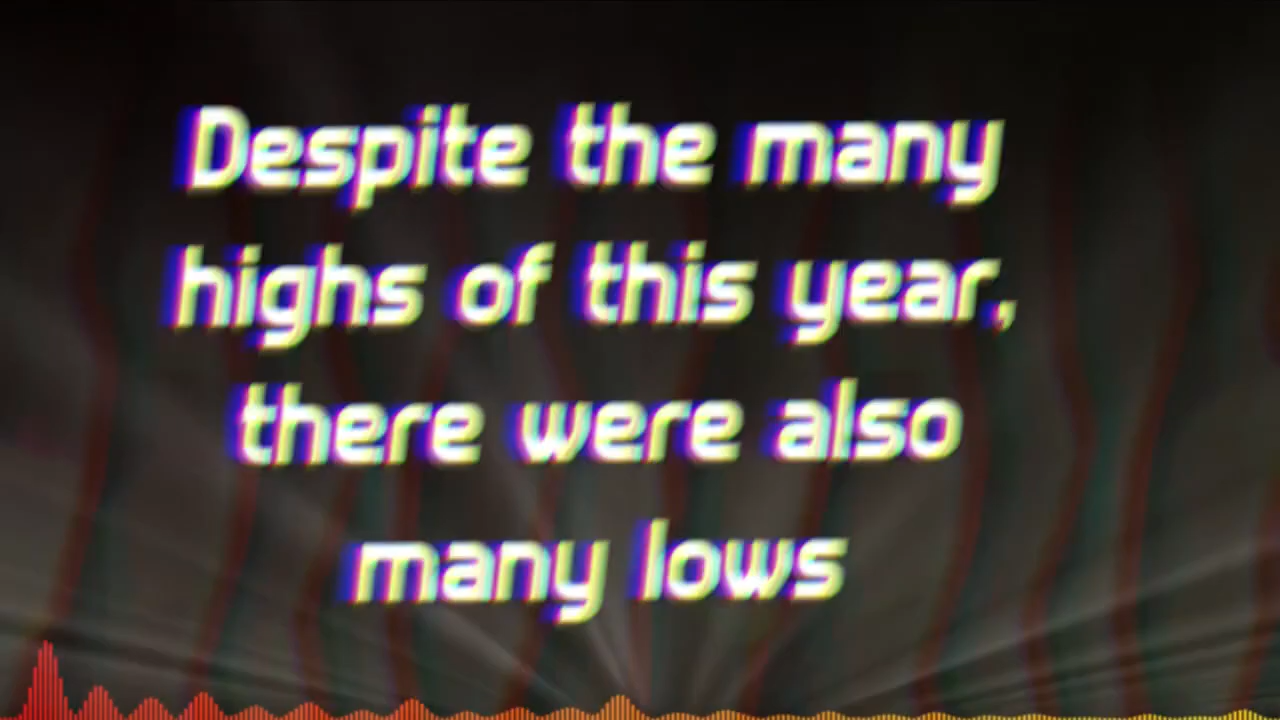 Despite the many
highs of this year,
there were also
many lows